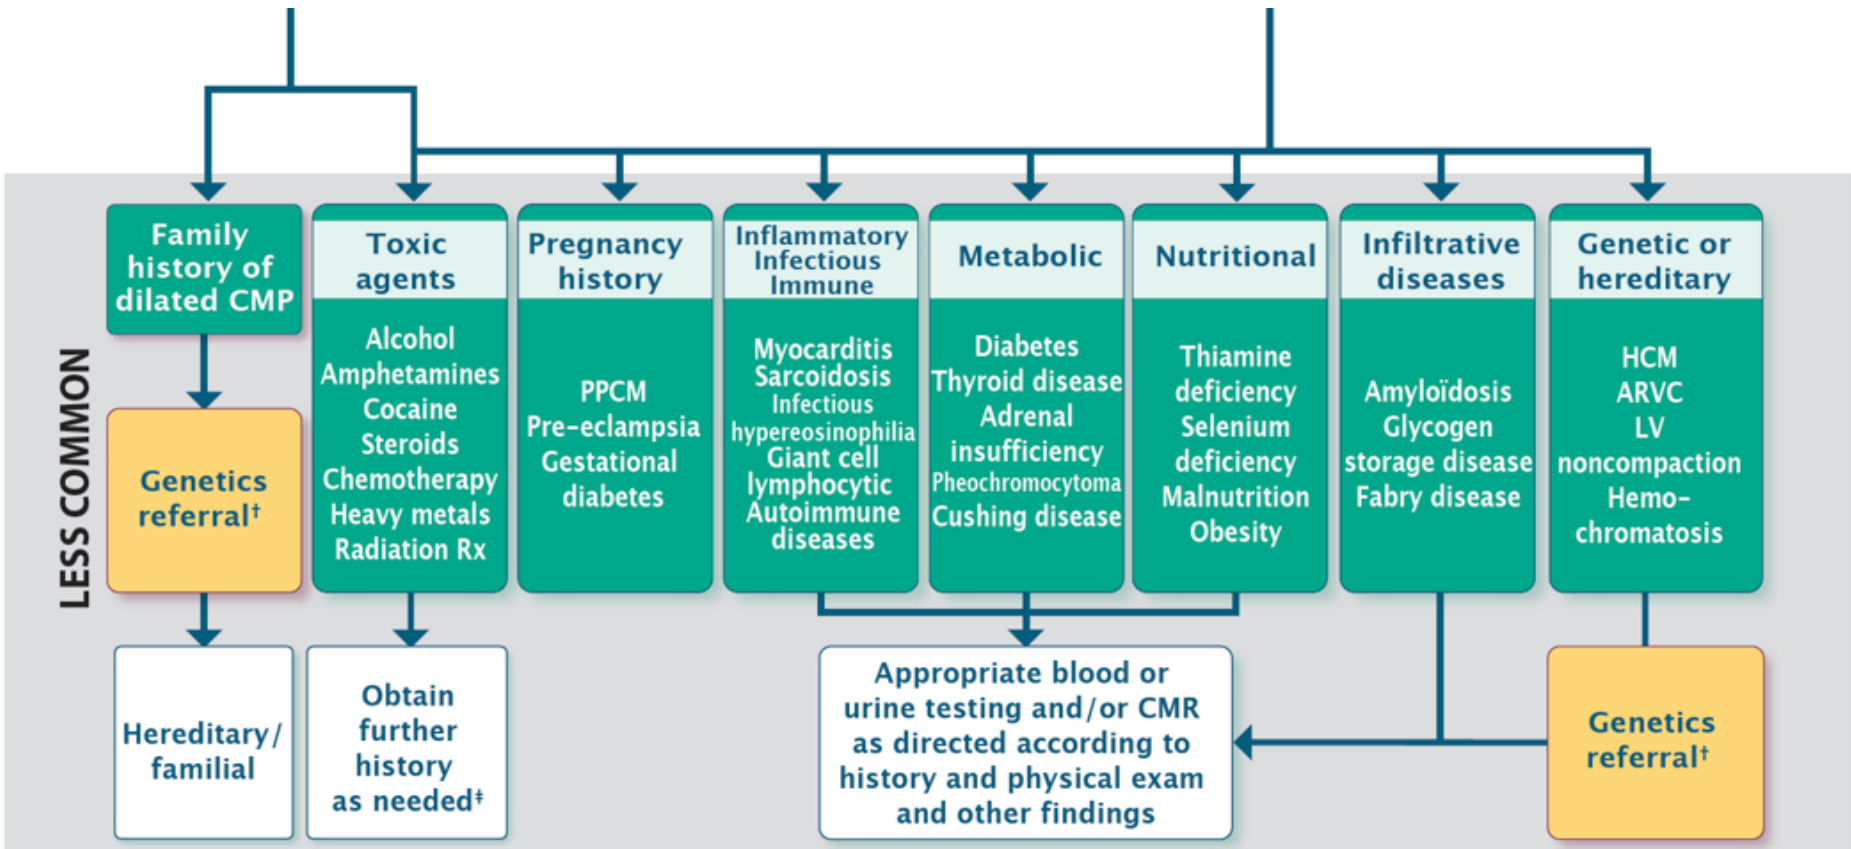 LESS COMMON
Family
history of
dilated CMP
Genetics
referral†
Hereditary/
familial
Toxic
agents
Alcohol
Amphetamines
Cocaine
Steroids
Chemotherapy
Heavy metals
Radiation Rx
Obtain
further
history
as needed‡
Pregnancy
history
PPCM
Pre-eclampsia
Gestational
diabetes
Inflammatory
Infectious
Immune
Myocarditis
Sarcoidosis
Infectious
hypereosinophilia
Giant cell
lymphocytic
Autoimmune
diseases
Metabolic
Diabetes
Thyroid disease
Adrenal
insufficiency
Pheochromocytoma
Cushing disease
Nutritional
Thiamine
deficiency
Selenium
deficiency
Malnutrition
Obesity
Appropriate blood or
urine testing and/or CMR
as directed according to
history and physical exam
and other findings
Infiltrative
diseases
Amyloïdosis
Glycogen
storage disease
Fabry disease
Genetic or
hereditary
HCM
ARVC
LV
noncompaction
Hemo-
chromatosis
Genetics
referral†